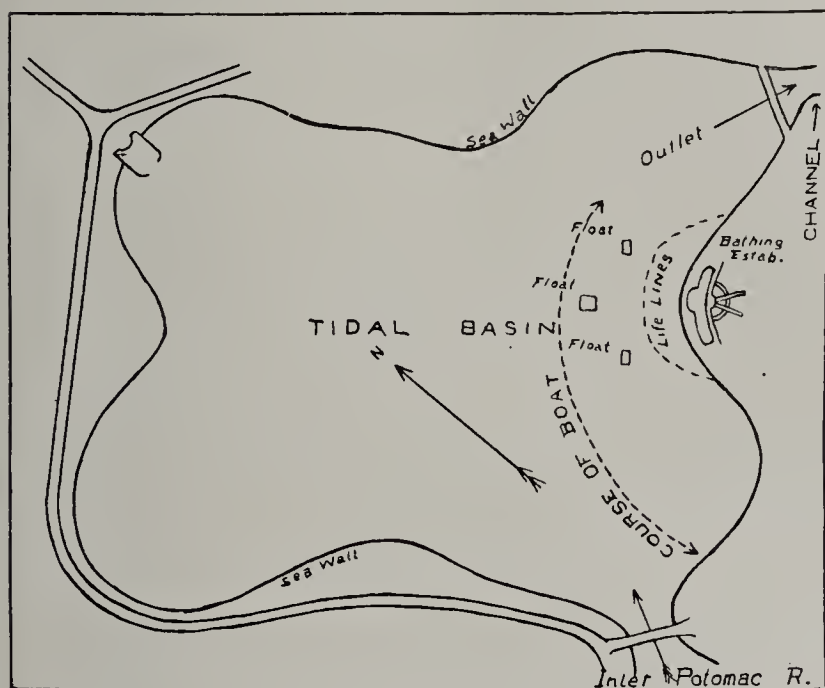 Sea Wall
Outlet
CHANNEL
Bathing
Estab.
Float
Life LINES
Float
TIDAL BASIN
N
Float
COURSE OF BOAT
Sea Wall
Inler Potomac R.